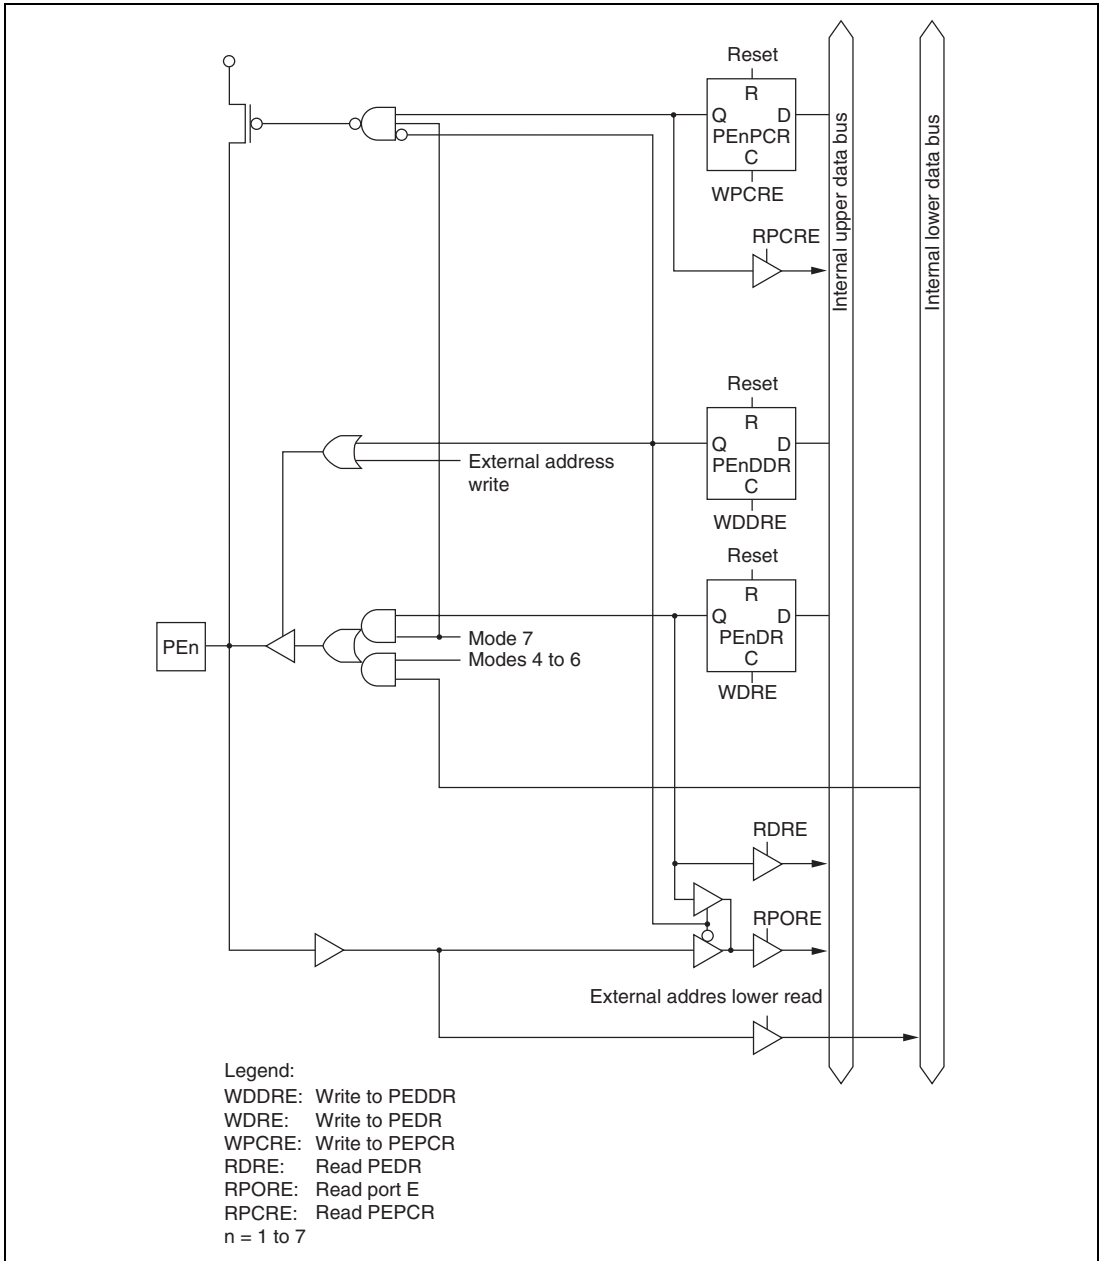 Reset
R
Q D
PEnPCR
C
WPCRE
RPCRE
Internal upper data bus
Internal lower data bus
Reset
R
Q D
PEnDDR
C
WDDRE
External address
write
Reset
R
Q D
PEnDR
C
WDRE
PEn
Mode 7
Modes 4 to 6
RDRE
RPORE
External addres lower read
Legend:
WDDRE: Write to PEDDR
WDRE: Write to PEDR
WPCRE: Write to PEPCR
RDRE: Read PEDR
RPORE: Read port E
RPCRE: Read PEPCR
n = 1 to 7